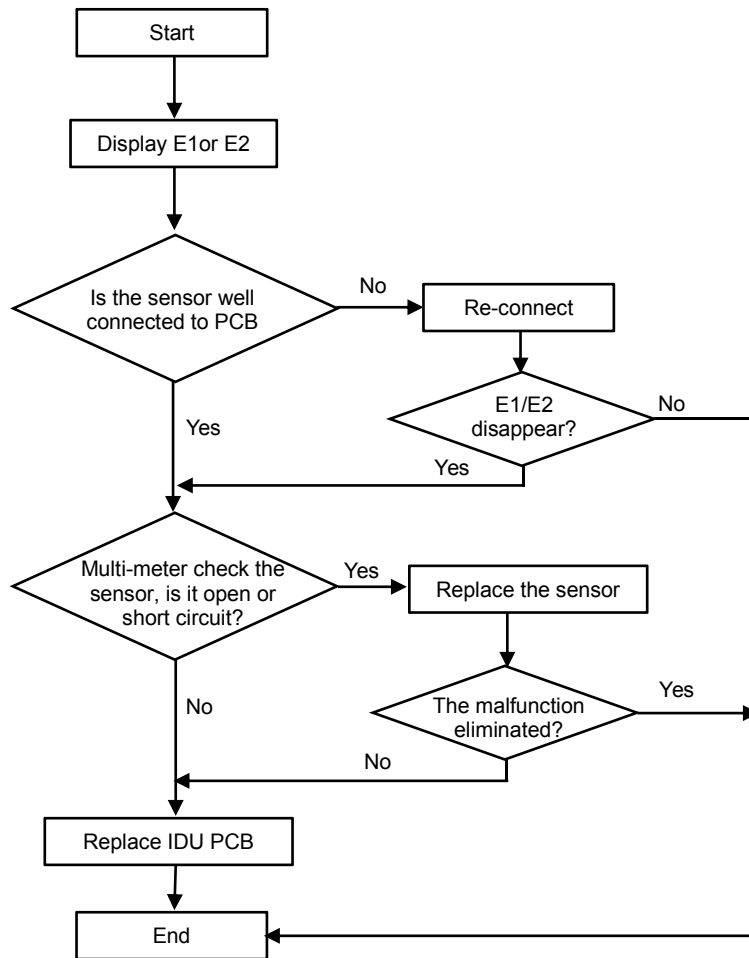 Start
Display E1or E2
Is the sensor well
connected to PCB
No
Re-connect
E1/E2
disappear?
No
Yes
Yes
Multi-meter check the
sensor, is it open or
short circuit?
Yes
Replace the sensor
The malfunction
eliminated?
Yes
No
No
Replace IDU PCB
End